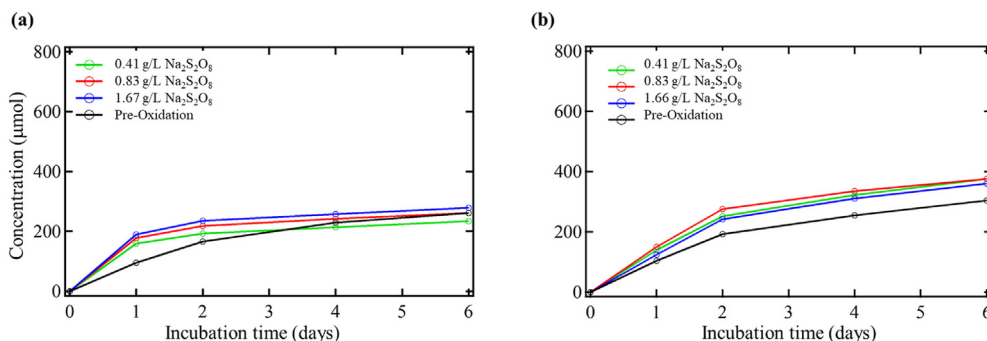 (a)
800
600
400
200
0
Concentration (µmol)
0.41 g/L Na₂S₂O₈
0.83 g/L Na₂S₂O₈
1.67 g/L Na₂S₂O₈
Pre-Oxidation
0 1 2 3 4 5 6
Incubation time (days)
(b)
800
600
400
200
0
0.41 g/L Na₂S₂O₈
0.83 g/L Na₂S₂O₈
1.66 g/L Na₂S₂O₈
Pre-Oxidation
0 1 2 3 4 5 6
Incubation time (days)